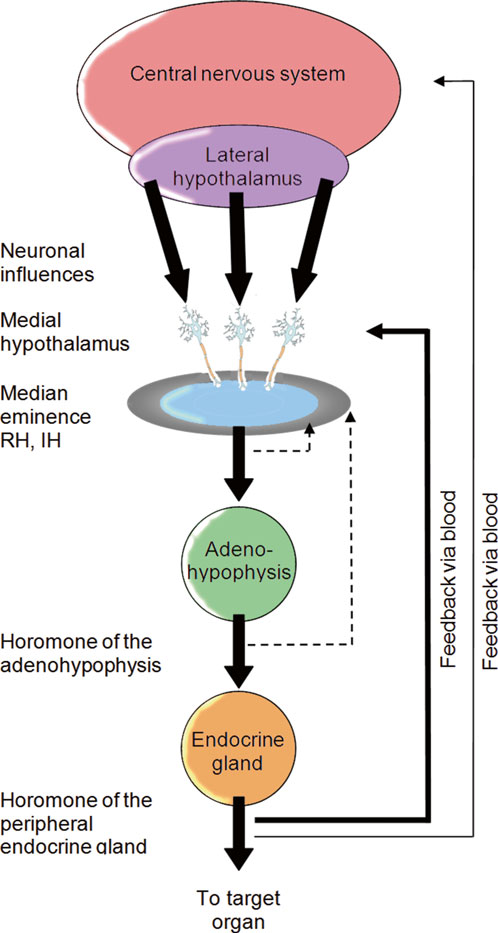 Central nervous system
Lateral
hypothalamus
Neuronal
influences
Medial
hypothalamus
Median
eminence
RH, IH
Adeno-
hypophysis
Horomone of the
adenohypophysis
Endocrine
gland
Horomone of the
peripheral
endocrine gland
To target
organ
Feedback via blood
Feedback via blood